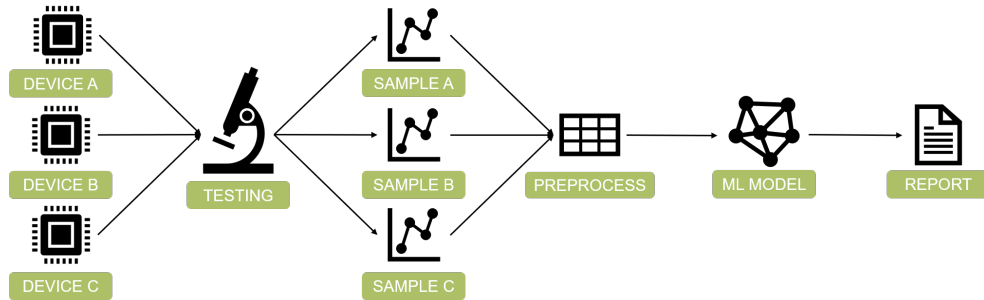 DEVICE A
DEVICE B
DEVICE C
TESTING
SAMPLE A
SAMPLE B
SAMPLE C
PREPROCESS
ML MODEL
REPORT